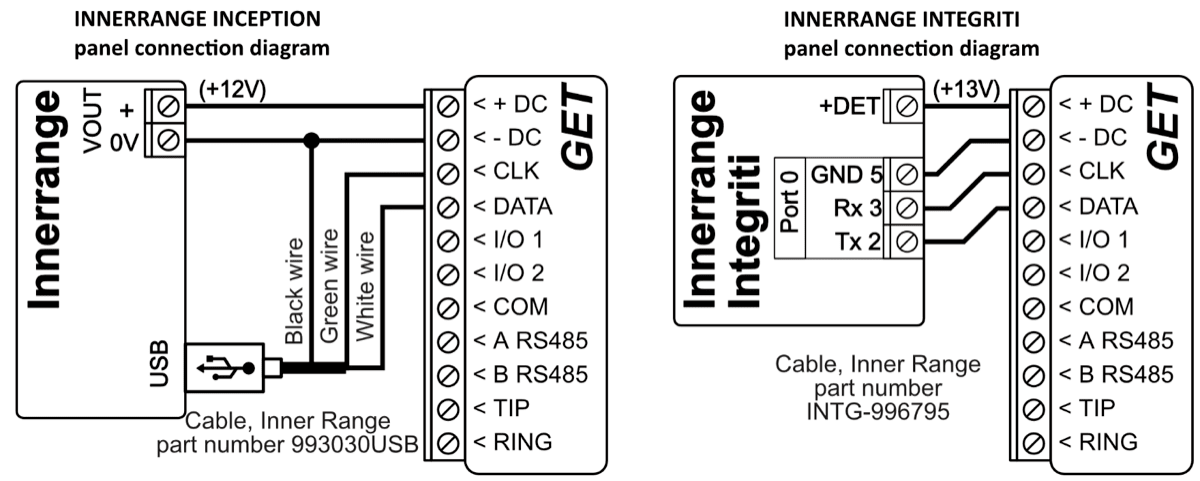 INNERRANGE INCEPTION
panel connection diagram
Innerrange
VOUT
+
0V
(+12V)
USB
Black wire
Green wire
White wire
Cable, Inner Range
part number 993030USB
GET
< + DC
< - DC
< CLK
< DATA
< I/O 1
< I/O 2
< COM
< A RS485
< B RS485
< TIP
< RING
INNERRANGE INTEGRITI
panel connection diagram
Innerrange
Integriti
+DET
(+13V)
Port 0
GND 5
Rx 3
Tx 2
Cable, Inner Range
part number
INTG-996795
GET
< + DC
< - DC
< CLK
< DATA
< I/O 1
< I/O 2
< COM
< A RS485
< B RS485
< TIP
< RING